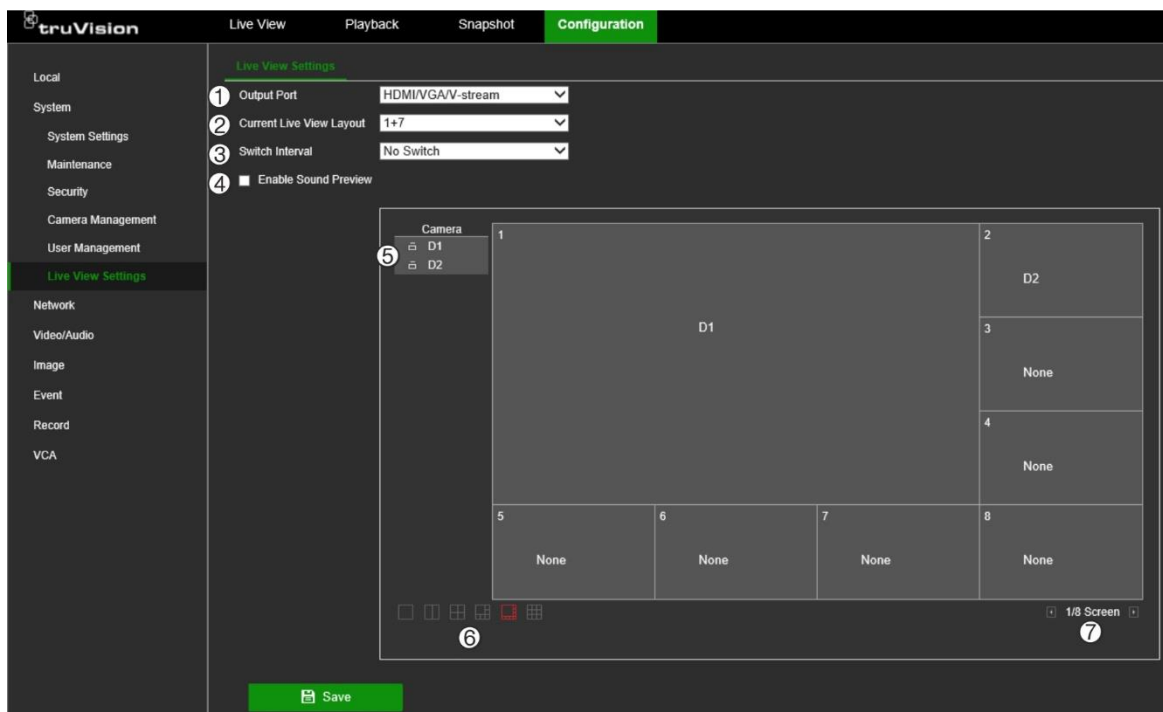 truVision
Live View Playback Snapshot Configuration
Local
System
System Settings
Maintenance
Security
Camera Management
User Management
Live View Settings
Network
Video/Audio
Image
Event
Record
VCA
Live View Settings
1 Output Port HDMI/VGA/V-stream
2 Current Live View Layout 1+7
3 Switch Interval No Switch
4 Enable Sound Preview
Camera
5 D1
D2
1
D1
2
D2
3
None
4
None
5
None
6
None
7
None
8
None
6
1/8 Screen
7
Save